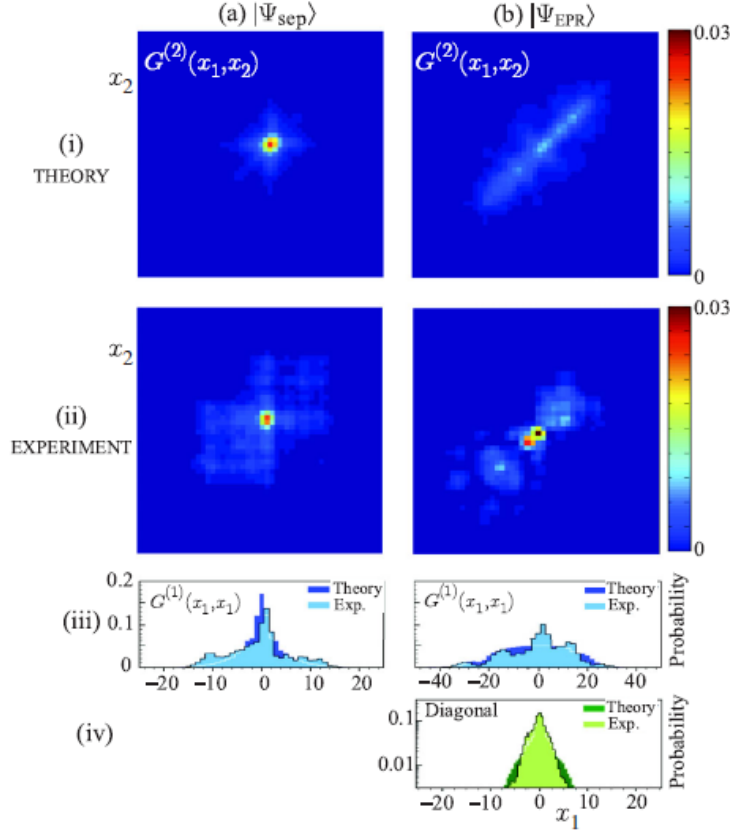 (a) |Ψsep⟩ (b) |ΨEPR⟩
x₂ G⁽²⁾(x₁,x₂) G⁽²⁾(x₁,x₂) 0.03
(i)
THEORY
0
x₂ 0.03
(ii)
EXPERIMENT
0
0.2 G⁽¹⁾(x₁,x₁) Theory G⁽¹⁾(x₁,x₁) Theory Probability
(iii) 0.1 Exp. Exp.
0
−20 −10 0 10 20 −40 −20 0 20 40
(iv) 0.1 Diagonal Theory Probability
Exp.
0.01
−20 −10 0 10 20
x₁